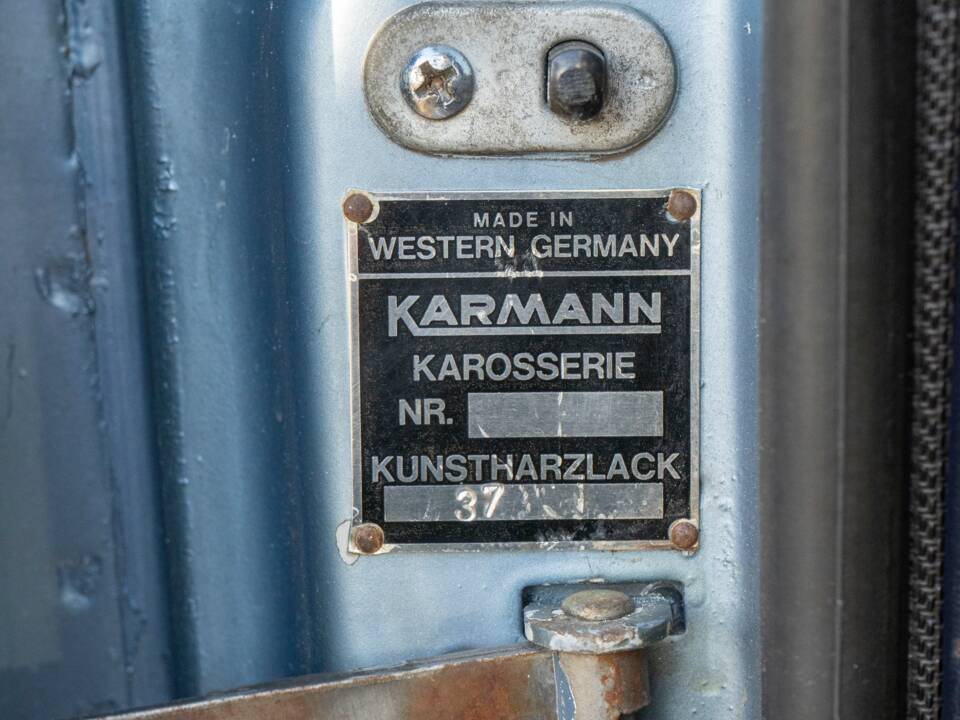 MADE IN
WESTERN GERMANY
KARMANN
KAROSSERIE
NR.
KUNSTHARZLACK
37